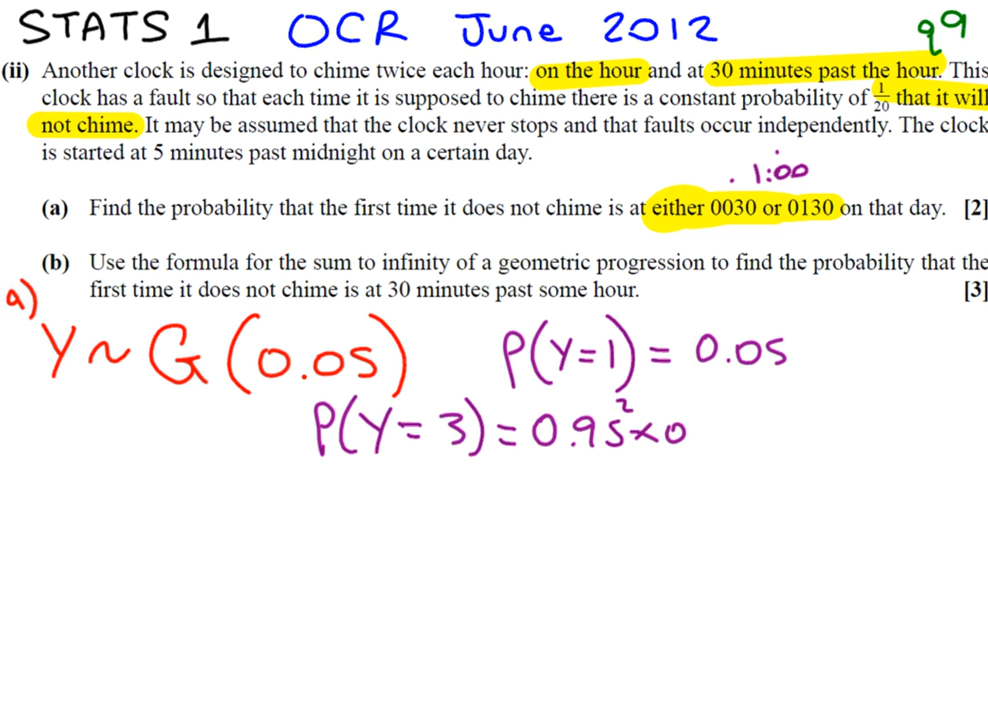 STATS 1 OCR June 2012 q9
(ii) Another clock is designed to chime twice each hour: on the hour and at 30 minutes past the hour. This
clock has a fault so that each time it is supposed to chime there is a constant probability of 1/20 that it will
not chime. It may be assumed that the clock never stops and that faults occur independently. The clock
is started at 5 minutes past midnight on a certain day.
. 1:00
(a) Find the probability that the first time it does not chime is at either 0030 or 0130 on that day. [2]
(b) Use the formula for the sum to infinity of a geometric progression to find the probability that the
first time it does not chime is at 30 minutes past some hour. [3]
a)
Y ~ G(0.05) P(Y=1) = 0.05
P(Y=3) = 0.95² × 0